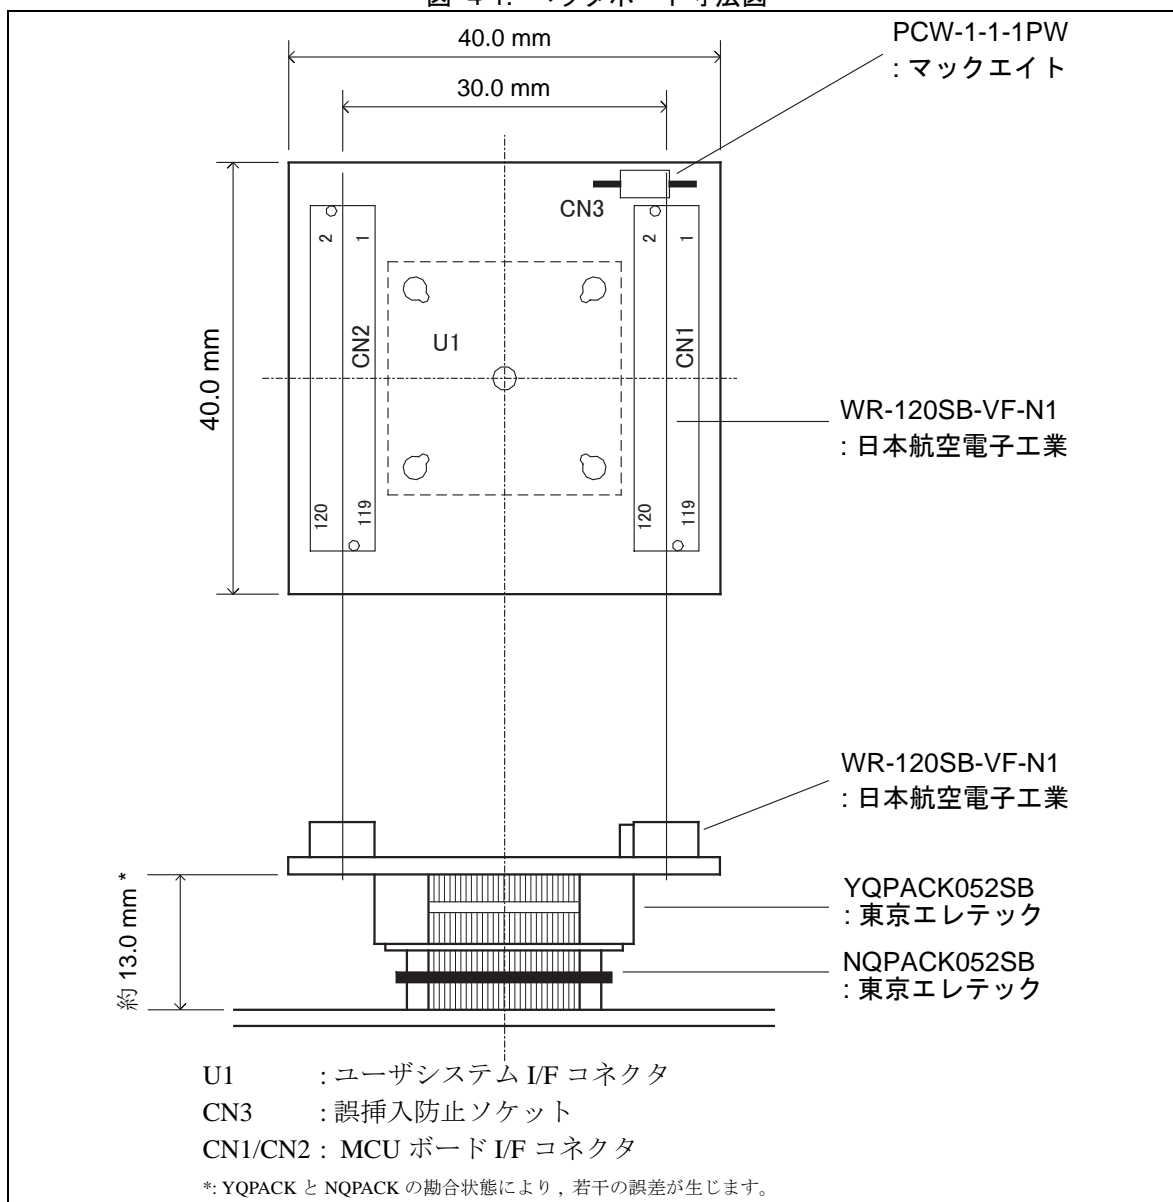 40.0 mm
PCW-1-1-1PW
: マックエイト
30.0 mm
CN3
2
1
2
1
CN2
U1
CN1
40.0 mm
WR-120SB-VF-N1
: 日本航空電子工業
120
119
120
119
WR-120SB-VF-N1
: 日本航空電子工業
約 13.0 mm *
YQPACK052SB
: 東京エレテック
NQPACK052SB
: 東京エレテック
U1 : ユーザシステム I/F コネクタ
CN3 : 誤挿入防止ソケット
CN1/CN2 : MCU ボード I/F コネクタ
*: YQPACK と NQPACK の勘合状態により , 若干の誤差が生じます。